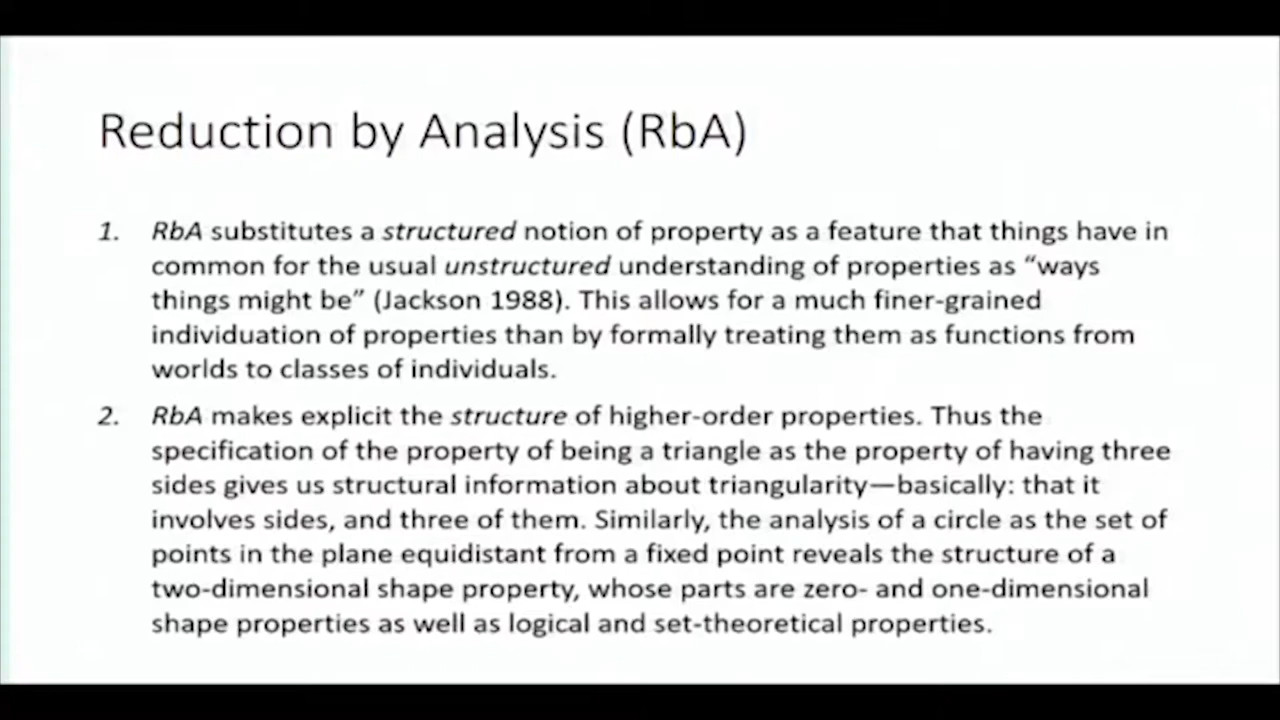 Reduction by Analysis (RbA)
1. RbA substitutes a structured notion of property as a feature that things have in
common for the usual unstructured understanding of properties as “ways
things might be” (Jackson 1988). This allows for a much finer-grained
individuation of properties than by formally treating them as functions from
worlds to classes of individuals.
2. RbA makes explicit the structure of higher-order properties. Thus the
specification of the property of being a triangle as the property of having three
sides gives us structural information about triangularity—basically: that it
involves sides, and three of them. Similarly, the analysis of a circle as the set of
points in the plane equidistant from a fixed point reveals the structure of a
two-dimensional shape property, whose parts are zero- and one-dimensional
shape properties as well as logical and set-theoretical properties.